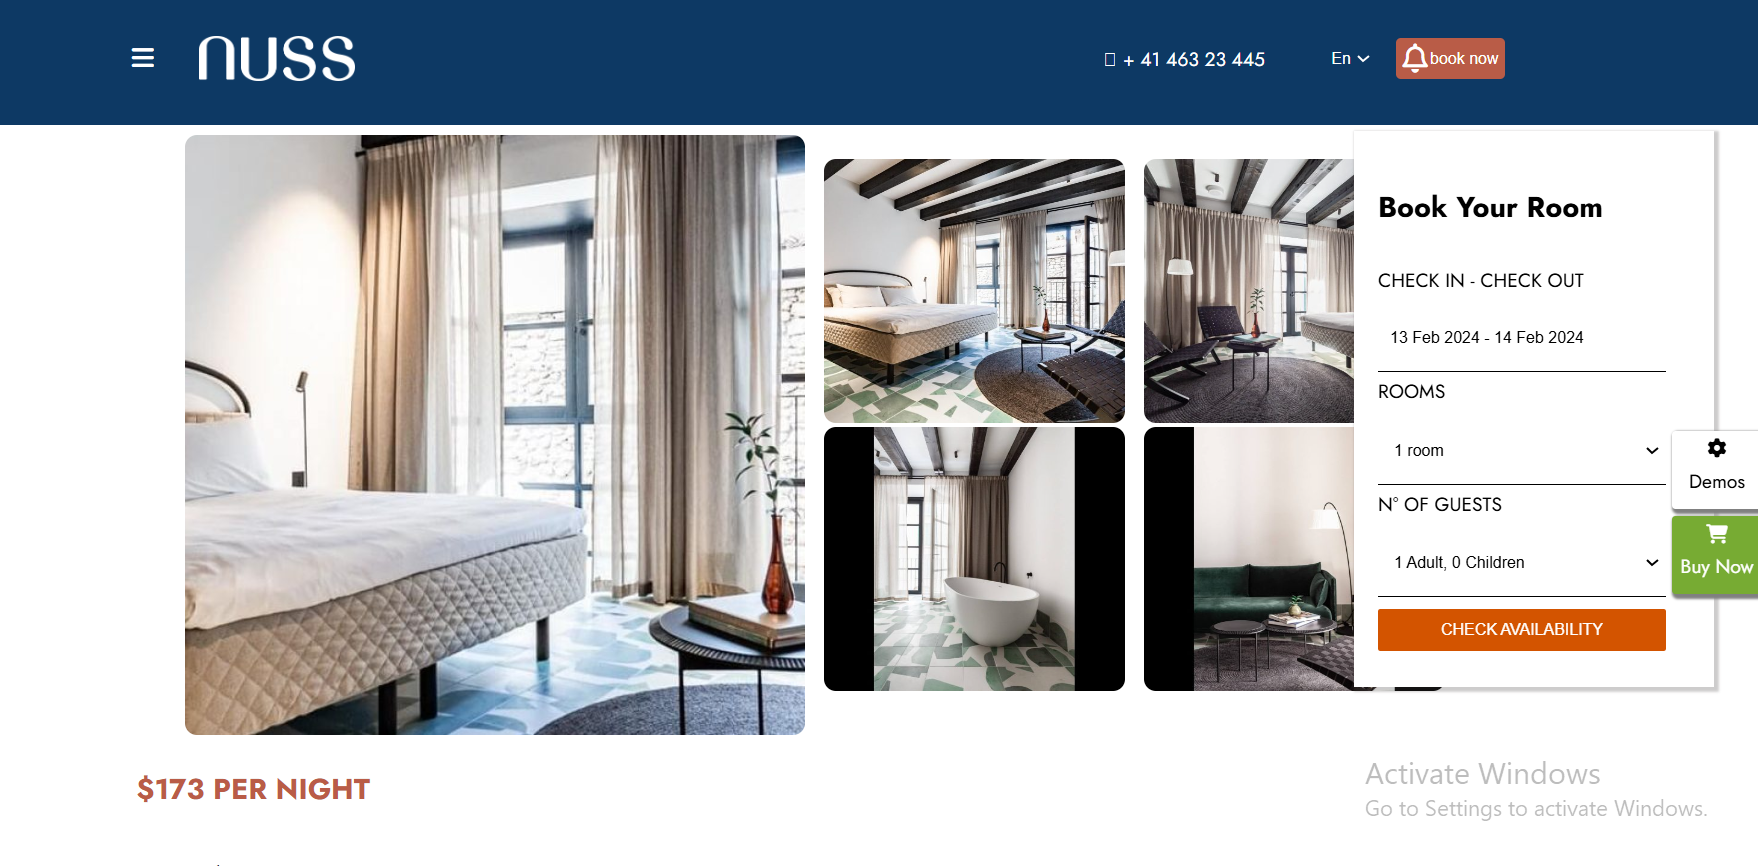 nuss
+ 41 463 23 445
En
book now
Book Your Room
CHECK IN - CHECK OUT
13 Feb 2024 - 14 Feb 2024
ROOMS
1 room
Demos
N° OF GUESTS
Buy Now
1 Adult, 0 Children
CHECK AVAILABILITY
$173 PER NIGHT
Activate Windows
Go to Settings to activate Windows.